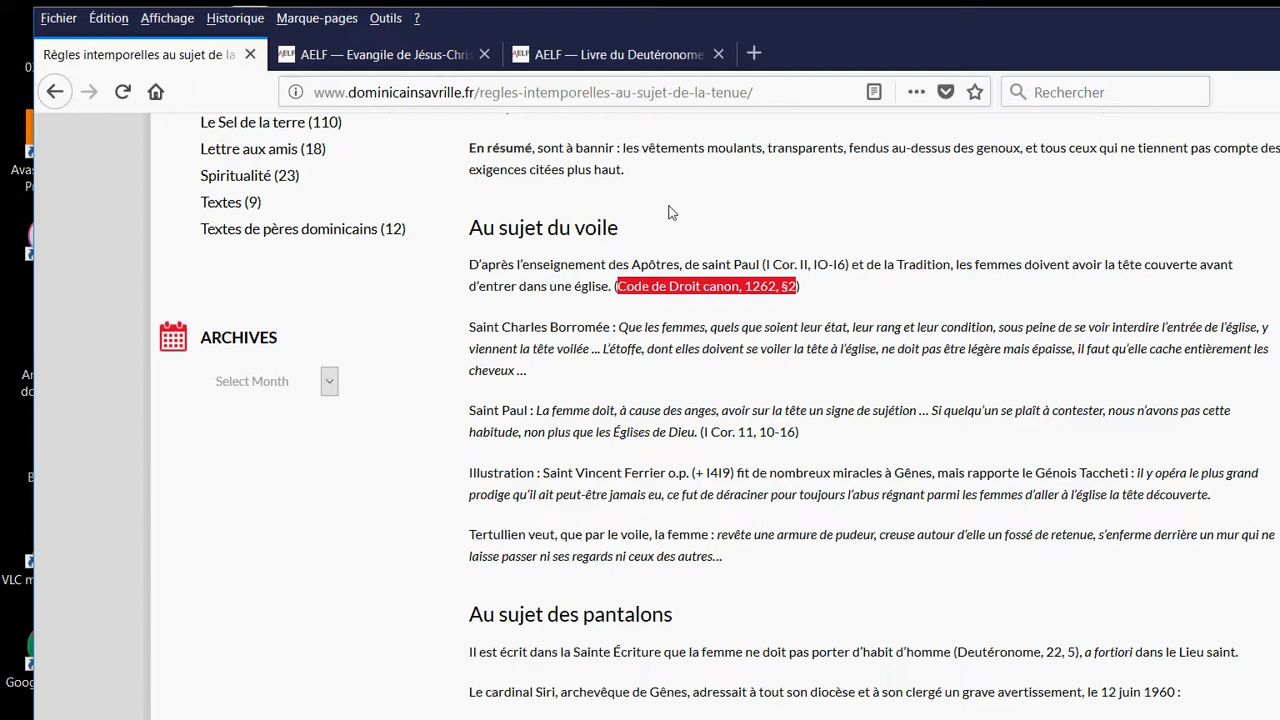 Fichier Édition Affichage Historique Marque-pages Outils ?
Règles intemporelles au sujet de la AELF — Evangile de Jésus-Chris AELF — Livre du Deutéronome
www.dominicainsavrille.fr/regles-intemporelles-au-sujet-de-la-tenue/ Rechercher
Le Sel de la terre (110)
Lettre aux amis (18)
Spiritualité (23)
Textes (9)
Textes de pères dominicains (12)
ARCHIVES
Select Month
En résumé, sont à bannir : les vêtements moulants, transparents, fendus au-dessus des genoux, et tous ceux qui ne tiennent pas compte des
exigences citées plus haut.
Au sujet du voile
D’après l’enseignement des Apôtres, de saint Paul (I Cor. II, IO-I6) et de la Tradition, les femmes doivent avoir la tête couverte avant
d’entrer dans une église. (Code de Droit canon, 1262, §2)
Saint Charles Borromée : Que les femmes, quels que soient leur état, leur rang et leur condition, sous peine de se voir interdire l’entrée de l’église, y
viennent la tête voilée ... L’étoffe, dont elles doivent se voiler la tête à l’église, ne doit pas être légère mais épaisse, il faut qu’elle cache entièrement les
cheveux ...
Saint Paul : La femme doit, à cause des anges, avoir sur la tête un signe de sujétion ... Si quelqu’un se plaît à contester, nous n’avons pas cette
habitude, non plus que les Églises de Dieu. (I Cor. 11, 10-16)
Illustration : Saint Vincent Ferrier o.p. (+ I4I9) fit de nombreux miracles à Gênes, mais rapporte le Génois Taccheti : il y opéra le plus grand
prodige qu’il ait peut-être jamais eu, ce fut de déraciner pour toujours l’abus régnant parmi les femmes d’aller à l’église la tête découverte.
Tertullien veut, que par le voile, la femme : revête une armure de pudeur, creuse autour d’elle un fossé de retenue, s’enferme derrière un mur qui ne
laisse passer ni ses regards ni ceux des autres...
Au sujet des pantalons
Il est écrit dans la Sainte Écriture que la femme ne doit pas porter d’habit d’homme (Deutéronome, 22, 5), a fortiori dans le Lieu saint.
Le cardinal Siri, archevêque de Gênes, adressait à tout son diocèse et à son clergé un grave avertissement, le 12 juin 1960 :
Avas
VLC m
Goog